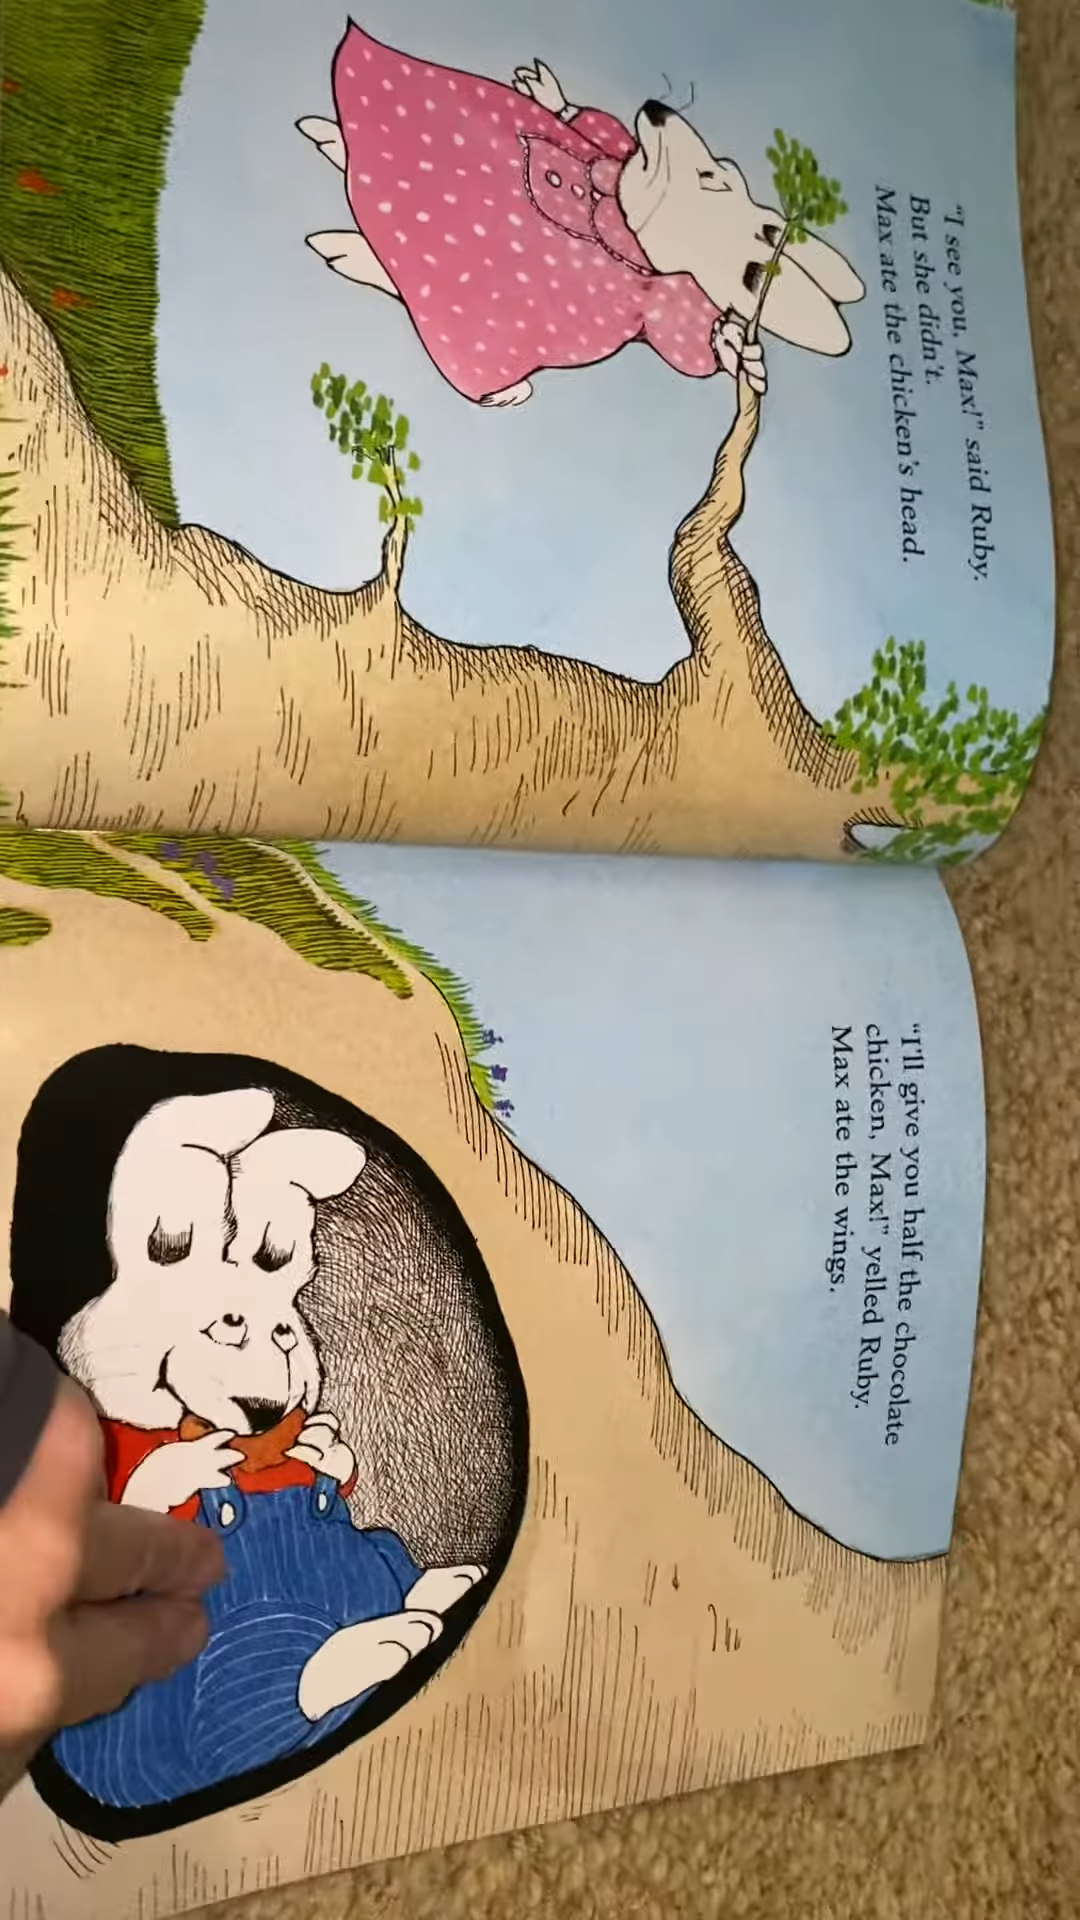 "I see you, Max!" said Ruby.
But she didn't.
Max ate the chicken's head.
"I'll give you half the chocolate
chicken, Max!" yelled Ruby.
Max ate the wings.